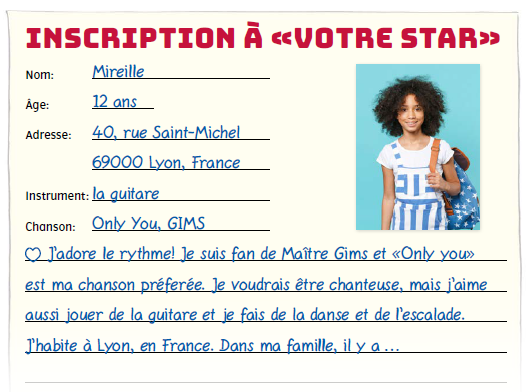 INSCRIPTION À «VOTRE STAR»
Nom: Mireille
Âge: 12 ans
Adresse: 40, rue Saint-Michel
69000 Lyon, France
Instrument: la guitare
Chanson: Only You, GIMS
♡ J'adore le rythme! Je suis fan de Maître Gims et «Only you»
est ma chanson préferée. Je voudrais être chanteuse, mais j'aime
aussi jouer de la guitare et je fais de la danse et de l'escalade.
J'habite à Lyon, en France. Dans ma famille, il y a ...